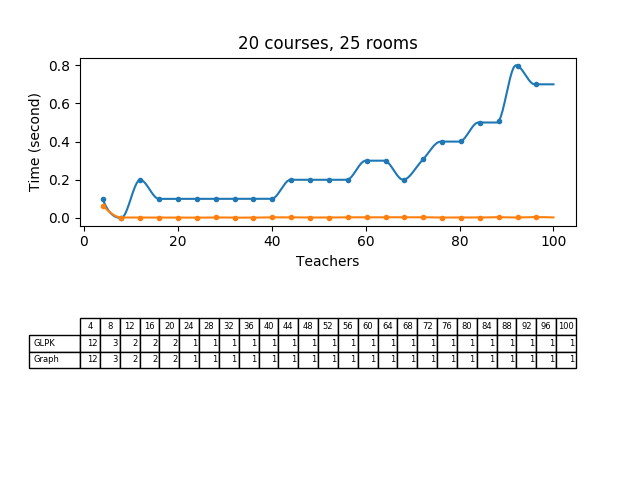 20 courses, 25 rooms
0.8
0.6
0.4
0.2
0.0
Time (second)
0 20 40 60 80 100
Teachers
4 8 12 16 20 24 28 32 36 40 44 48 52 56 60 64 68 72 76 80 84 88 92 96 100
GLPK 12 3 2 2 2 1 1 1 1 1 1 1 1 1 1 1 1 1 1 1 1 1 1 1 1
Graph 12 3 2 2 2 1 1 1 1 1 1 1 1 1 1 1 1 1 1 1 1 1 1 1 1